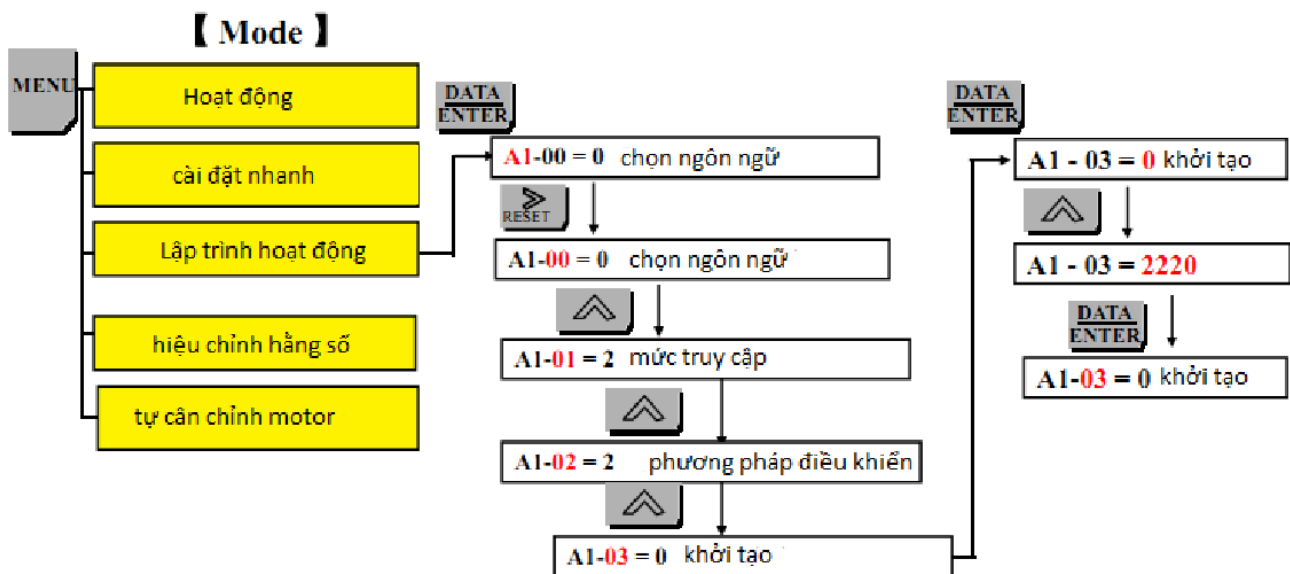 【 Mode 】
MENU
Hoạt động
cài đặt nhanh
Lập trình hoạt động
hiệu chỉnh hằng số
tự cân chỉnh motor
DATA
ENTER
A1-00 = 0 chọn ngôn ngữ
>
RESET
A1-00 = 0 chọn ngôn ngữ
A1-01 = 2 mức truy cập
A1-02 = 2 phương pháp điều khiển
A1-03 = 0 khởi tạo
DATA
ENTER
A1 - 03 = 0 khởi tạo
A1 - 03 = 2220
DATA
ENTER
A1-03 = 0 khởi tạo